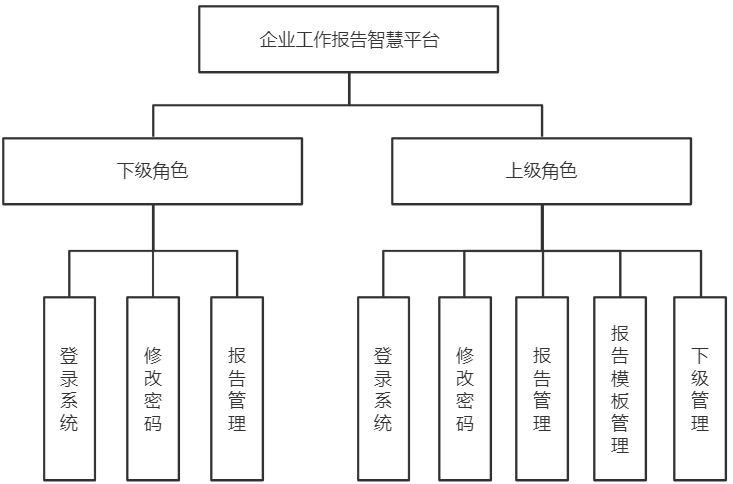 企业工作报告智慧平台
下级角色
上级角色
登录系统
修改密码
报告管理
登录系统
修改密码
报告管理
报告模板管理
下级管理